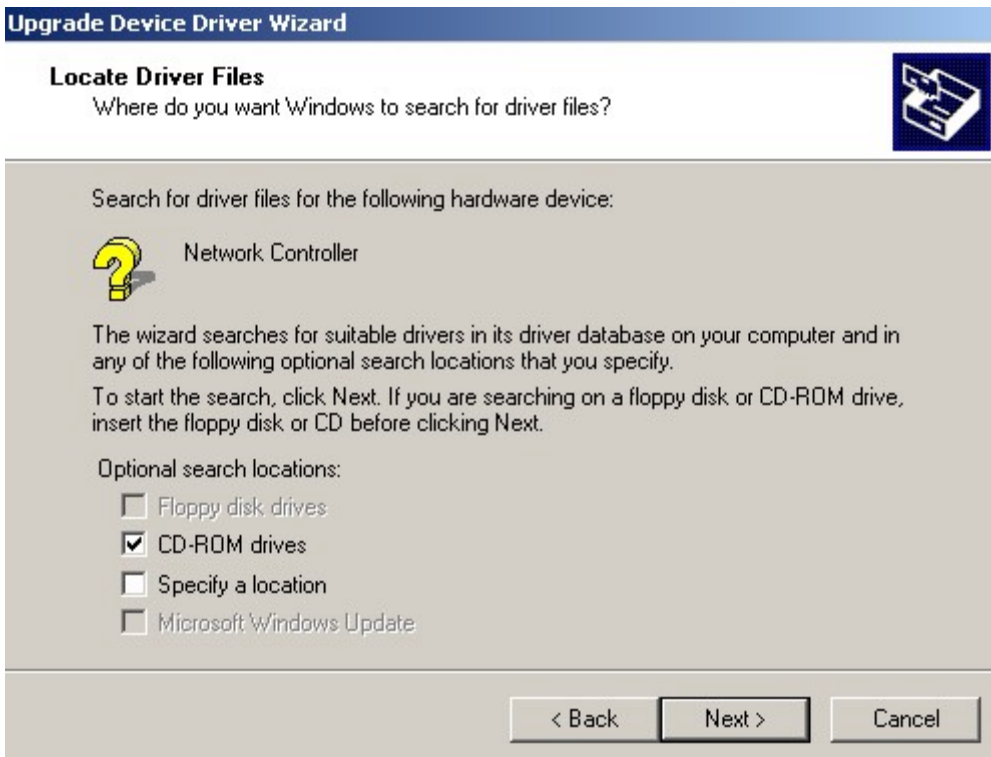 Upgrade Device Driver Wizard
Locate Driver Files
Where do you want Windows to search for driver files?
Search for driver files for the following hardware device:
Network Controller
The wizard searches for suitable drivers in its driver database on your computer and in
any of the following optional search locations that you specify.
To start the search, click Next. If you are searching on a floppy disk or CD-ROM drive,
insert the floppy disk or CD before clicking Next.
Optional search locations:
Floppy disk drives
CD-ROM drives
Specify a location
Microsoft Windows Update
< Back Next > Cancel